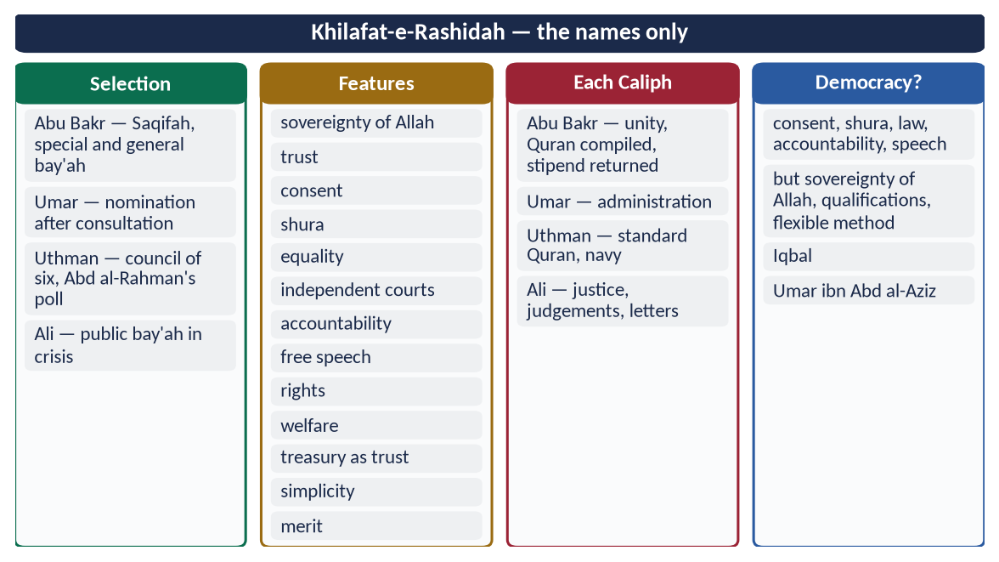 Khilafat-e-Rashidah — the names only
Selection
Abu Bakr — Saqifah,
special and general
bay'ah
Umar — nomination
after consultation
Uthman — council of
six, Abd al-Rahman's
poll
Ali — public bay'ah in
crisis
Features
sovereignty of Allah
trust
consent
shura
equality
independent courts
accountability
free speech
rights
welfare
treasury as trust
simplicity
merit
Each Caliph
Abu Bakr — unity,
Quran compiled,
stipend returned
Umar — administration
Uthman — standard
Quran, navy
Ali — justice,
judgements, letters
Democracy?
consent, shura, law,
accountability, speech
but sovereignty of
Allah, qualifications,
flexible method
Iqbal
Umar ibn Abd al-Aziz